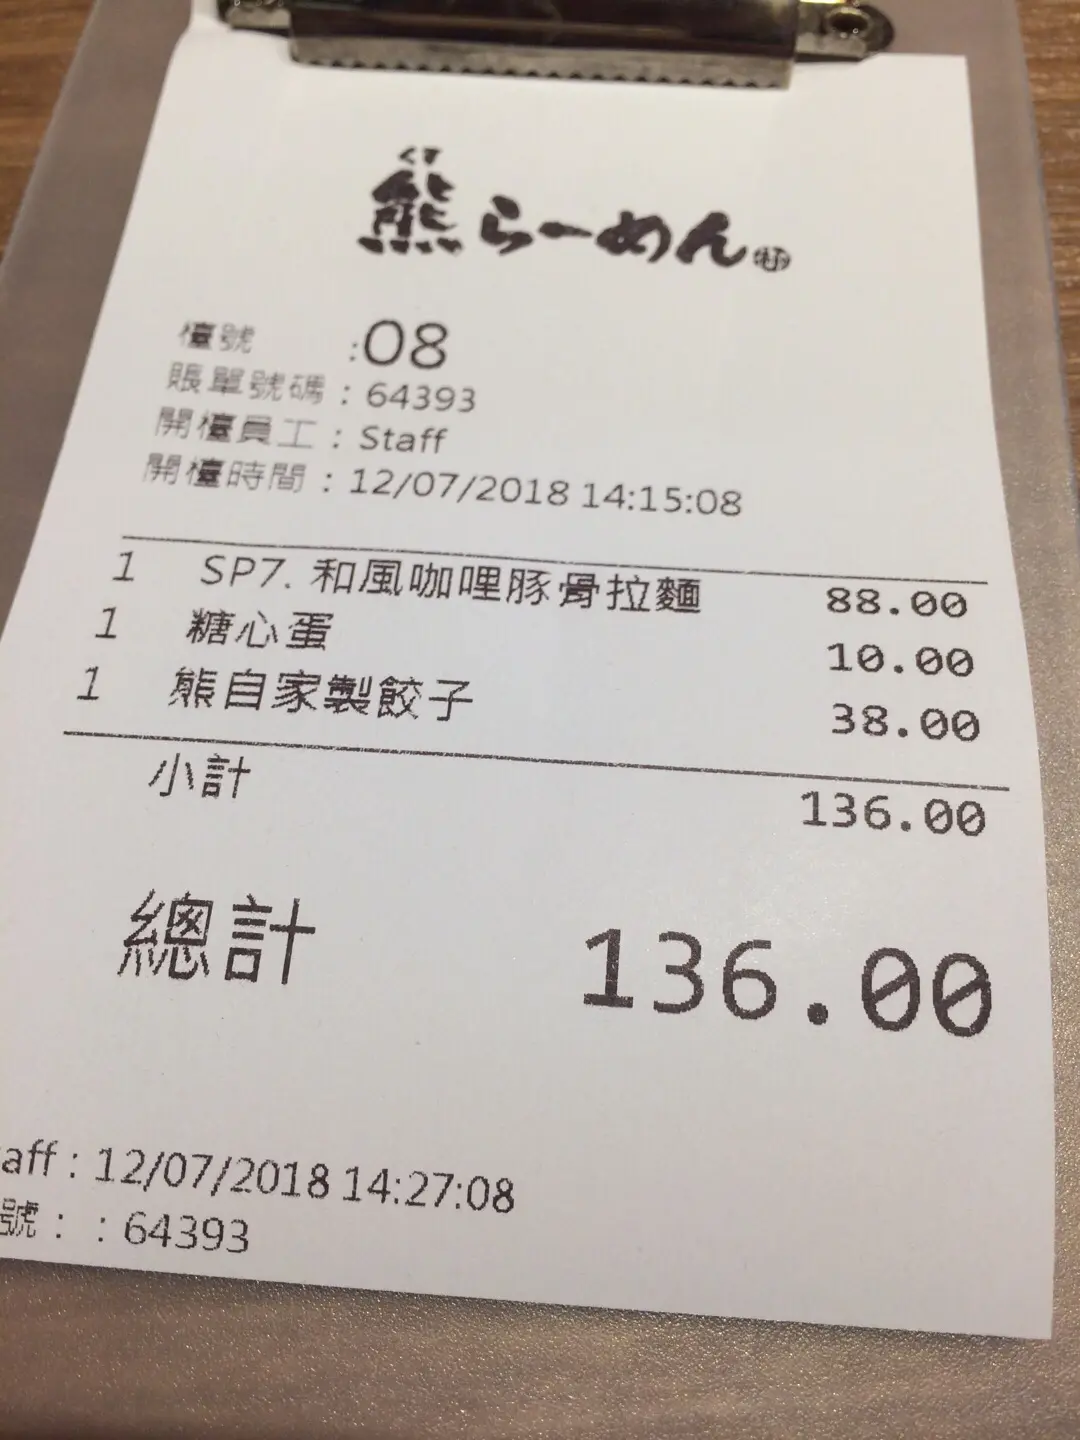 くま
熊らーめん
檯號 :08
賬單號碼 : 64393
開檯員工 : Staff
開檯時間 : 12/07/2018 14:15:08
1 SP7. 和風咖哩豚骨拉麵 88.00
1 糖心蛋 10.00
1 熊自家製餃子 38.00
小計 136.00
總計 136.00
aff : 12/07/2018 14:27:08
號： : 64393